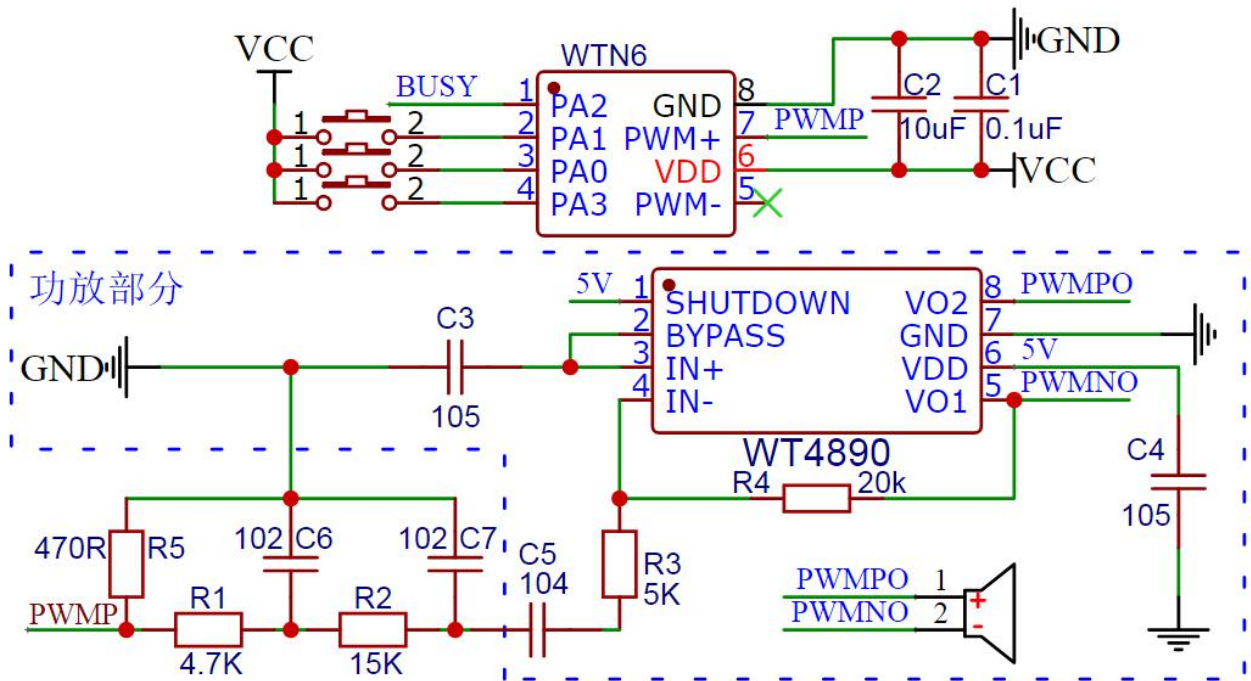 VCC
WTN6
GND
BUSY
1 PA2 GND 8
C2 C1
1 2 2 PA1 PWM+ 7 PWMP
10uF 0.1uF
1 2 3 PA0 VDD 6
VCC
1 2 4 PA3 PWM- 5
功放部分
5V 1 SHUTDOWN VO2 8 PWMPO
C3
2 BYPASS GND 7
GND
3 IN+ VDD 6 5V
105
4 IN- VO1 5 PWMNO
WT4890
C4
R4 20k
105
470R R5
102 C6
102 C7
C5
104
R3
5K
PWMPO 1
+
PWMNO 2
-
PWMP
R1
R2
4.7K
15K